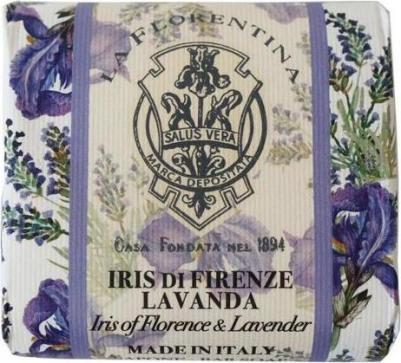 LA FLORENTINA
SALUS VERA
MARCA DEPOSITATA
CASA FONDATA NEL 1894
IRIS DI FIRENZE
LAVANDA
Iris of Florence & Lavender
MADE IN ITALY